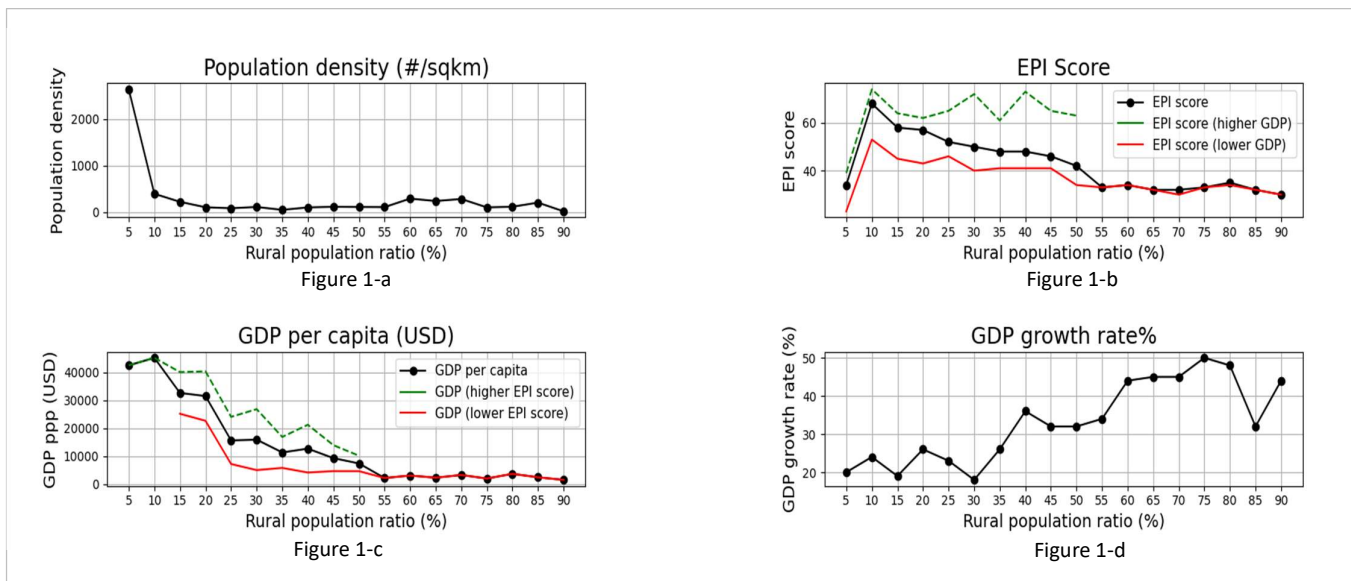 Population density (#/sqkm)
Population density
2000
1000
0
5 10 15 20 25 30 35 40 45 50 55 60 65 70 75 80 85 90
Rural population ratio (%)
Figure 1-a
EPI Score
EPI score
60
40
EPI score
EPI score (higher GDP)
EPI score (lower GDP)
5 10 15 20 25 30 35 40 45 50 55 60 65 70 75 80 85 90
Rural population ratio (%)
Figure 1-b
GDP per capita (USD)
GDP ppp (USD)
40000
30000
20000
10000
0
GDP per capita
GDP (higher EPI score)
GDP (lower EPI score)
5 10 15 20 25 30 35 40 45 50 55 60 65 70 75 80 85 90
Rural population ratio (%)
Figure 1-c
GDP growth rate%
GDP growth rate (%)
50
40
30
20
5 10 15 20 25 30 35 40 45 50 55 60 65 70 75 80 85 90
Rural population ratio (%)
Figure 1-d